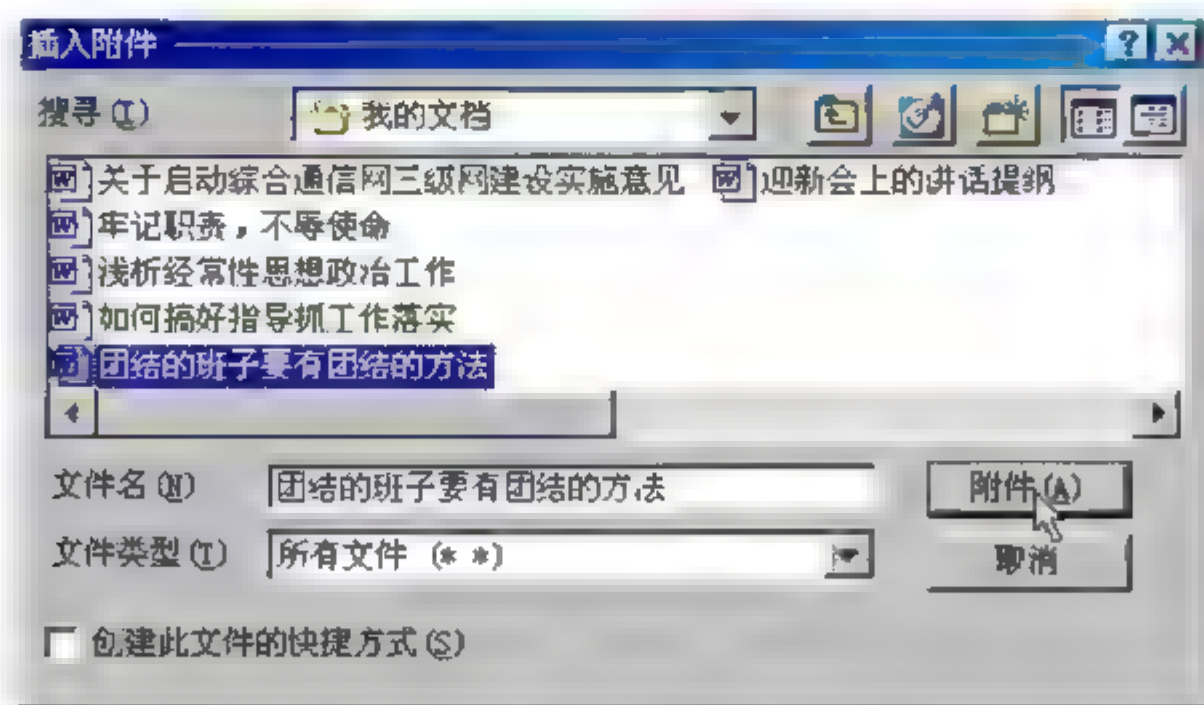 插入附件
搜寻(I) 我的文档
关于启动综合通信网三级网建设实施意见 迎新会上的讲话提纲
牢记职责，不辱使命
浅析经常性思想政治工作
如何搞好指导抓工作落实
团结的班子要有团结的方法
文件名(N) 团结的班子要有团结的方法 附件(A)
文件类型(T) 所有文件 (* *) 取消
创建此文件的快捷方式(S)